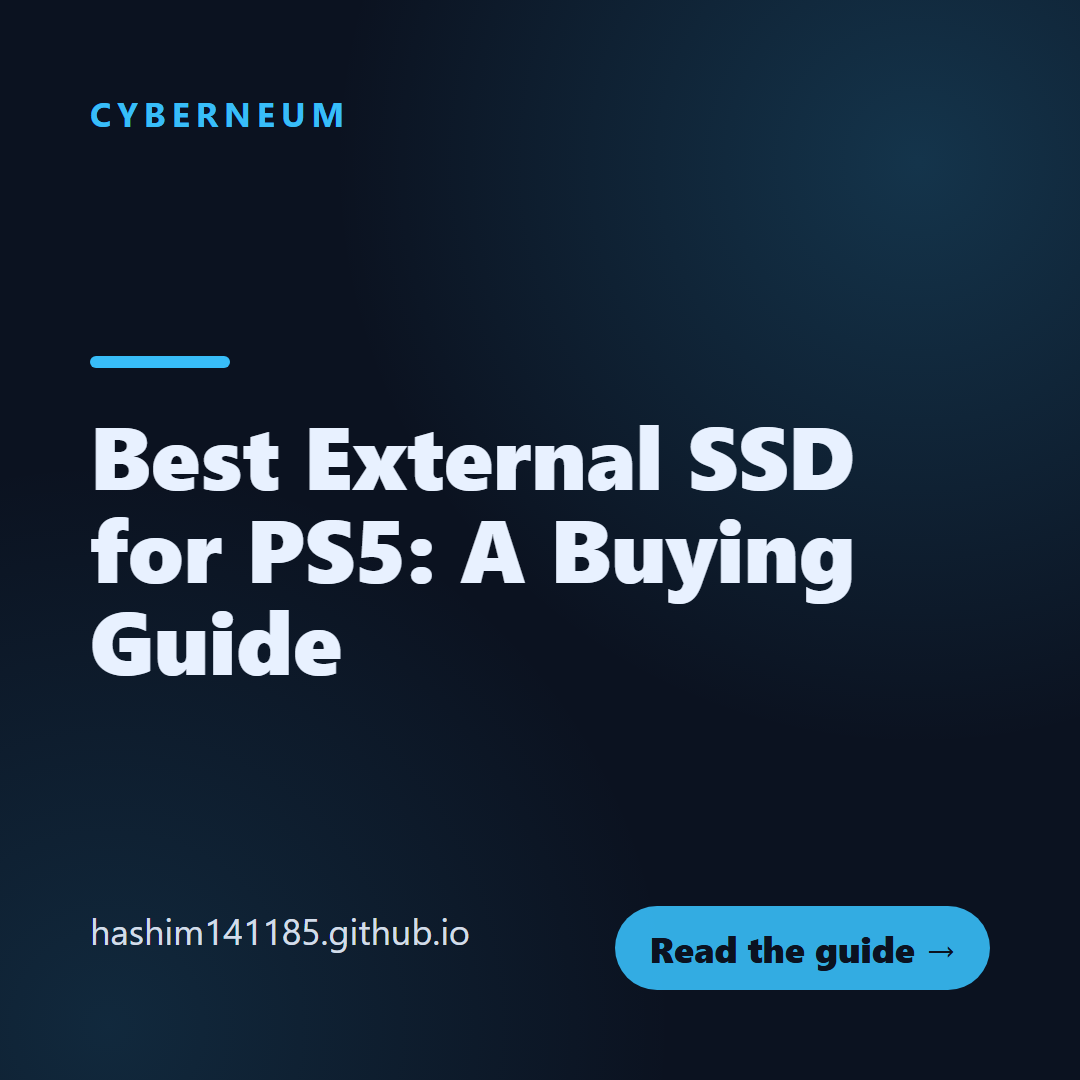 CYBERNEUM
Best External SSD
for PS5: A Buying
Guide
hashim141185.github.io
Read the guide →